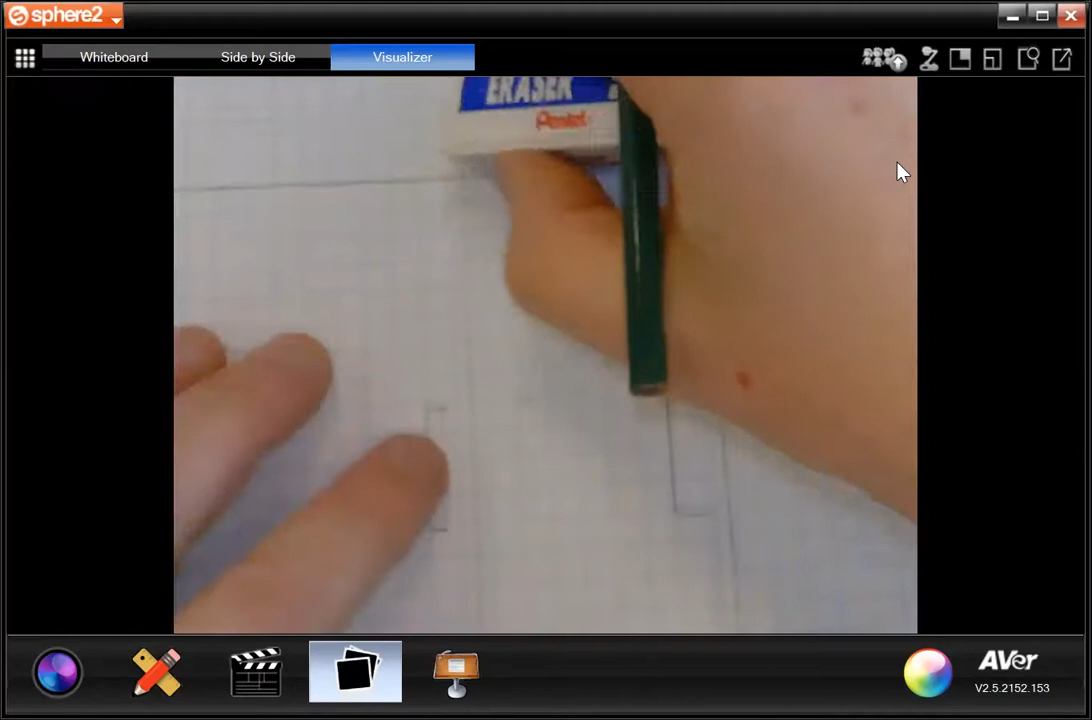 sphere2
Whiteboard Side by Side Visualizer
ERASER
Pentel
AVer
V2.5.2152.153